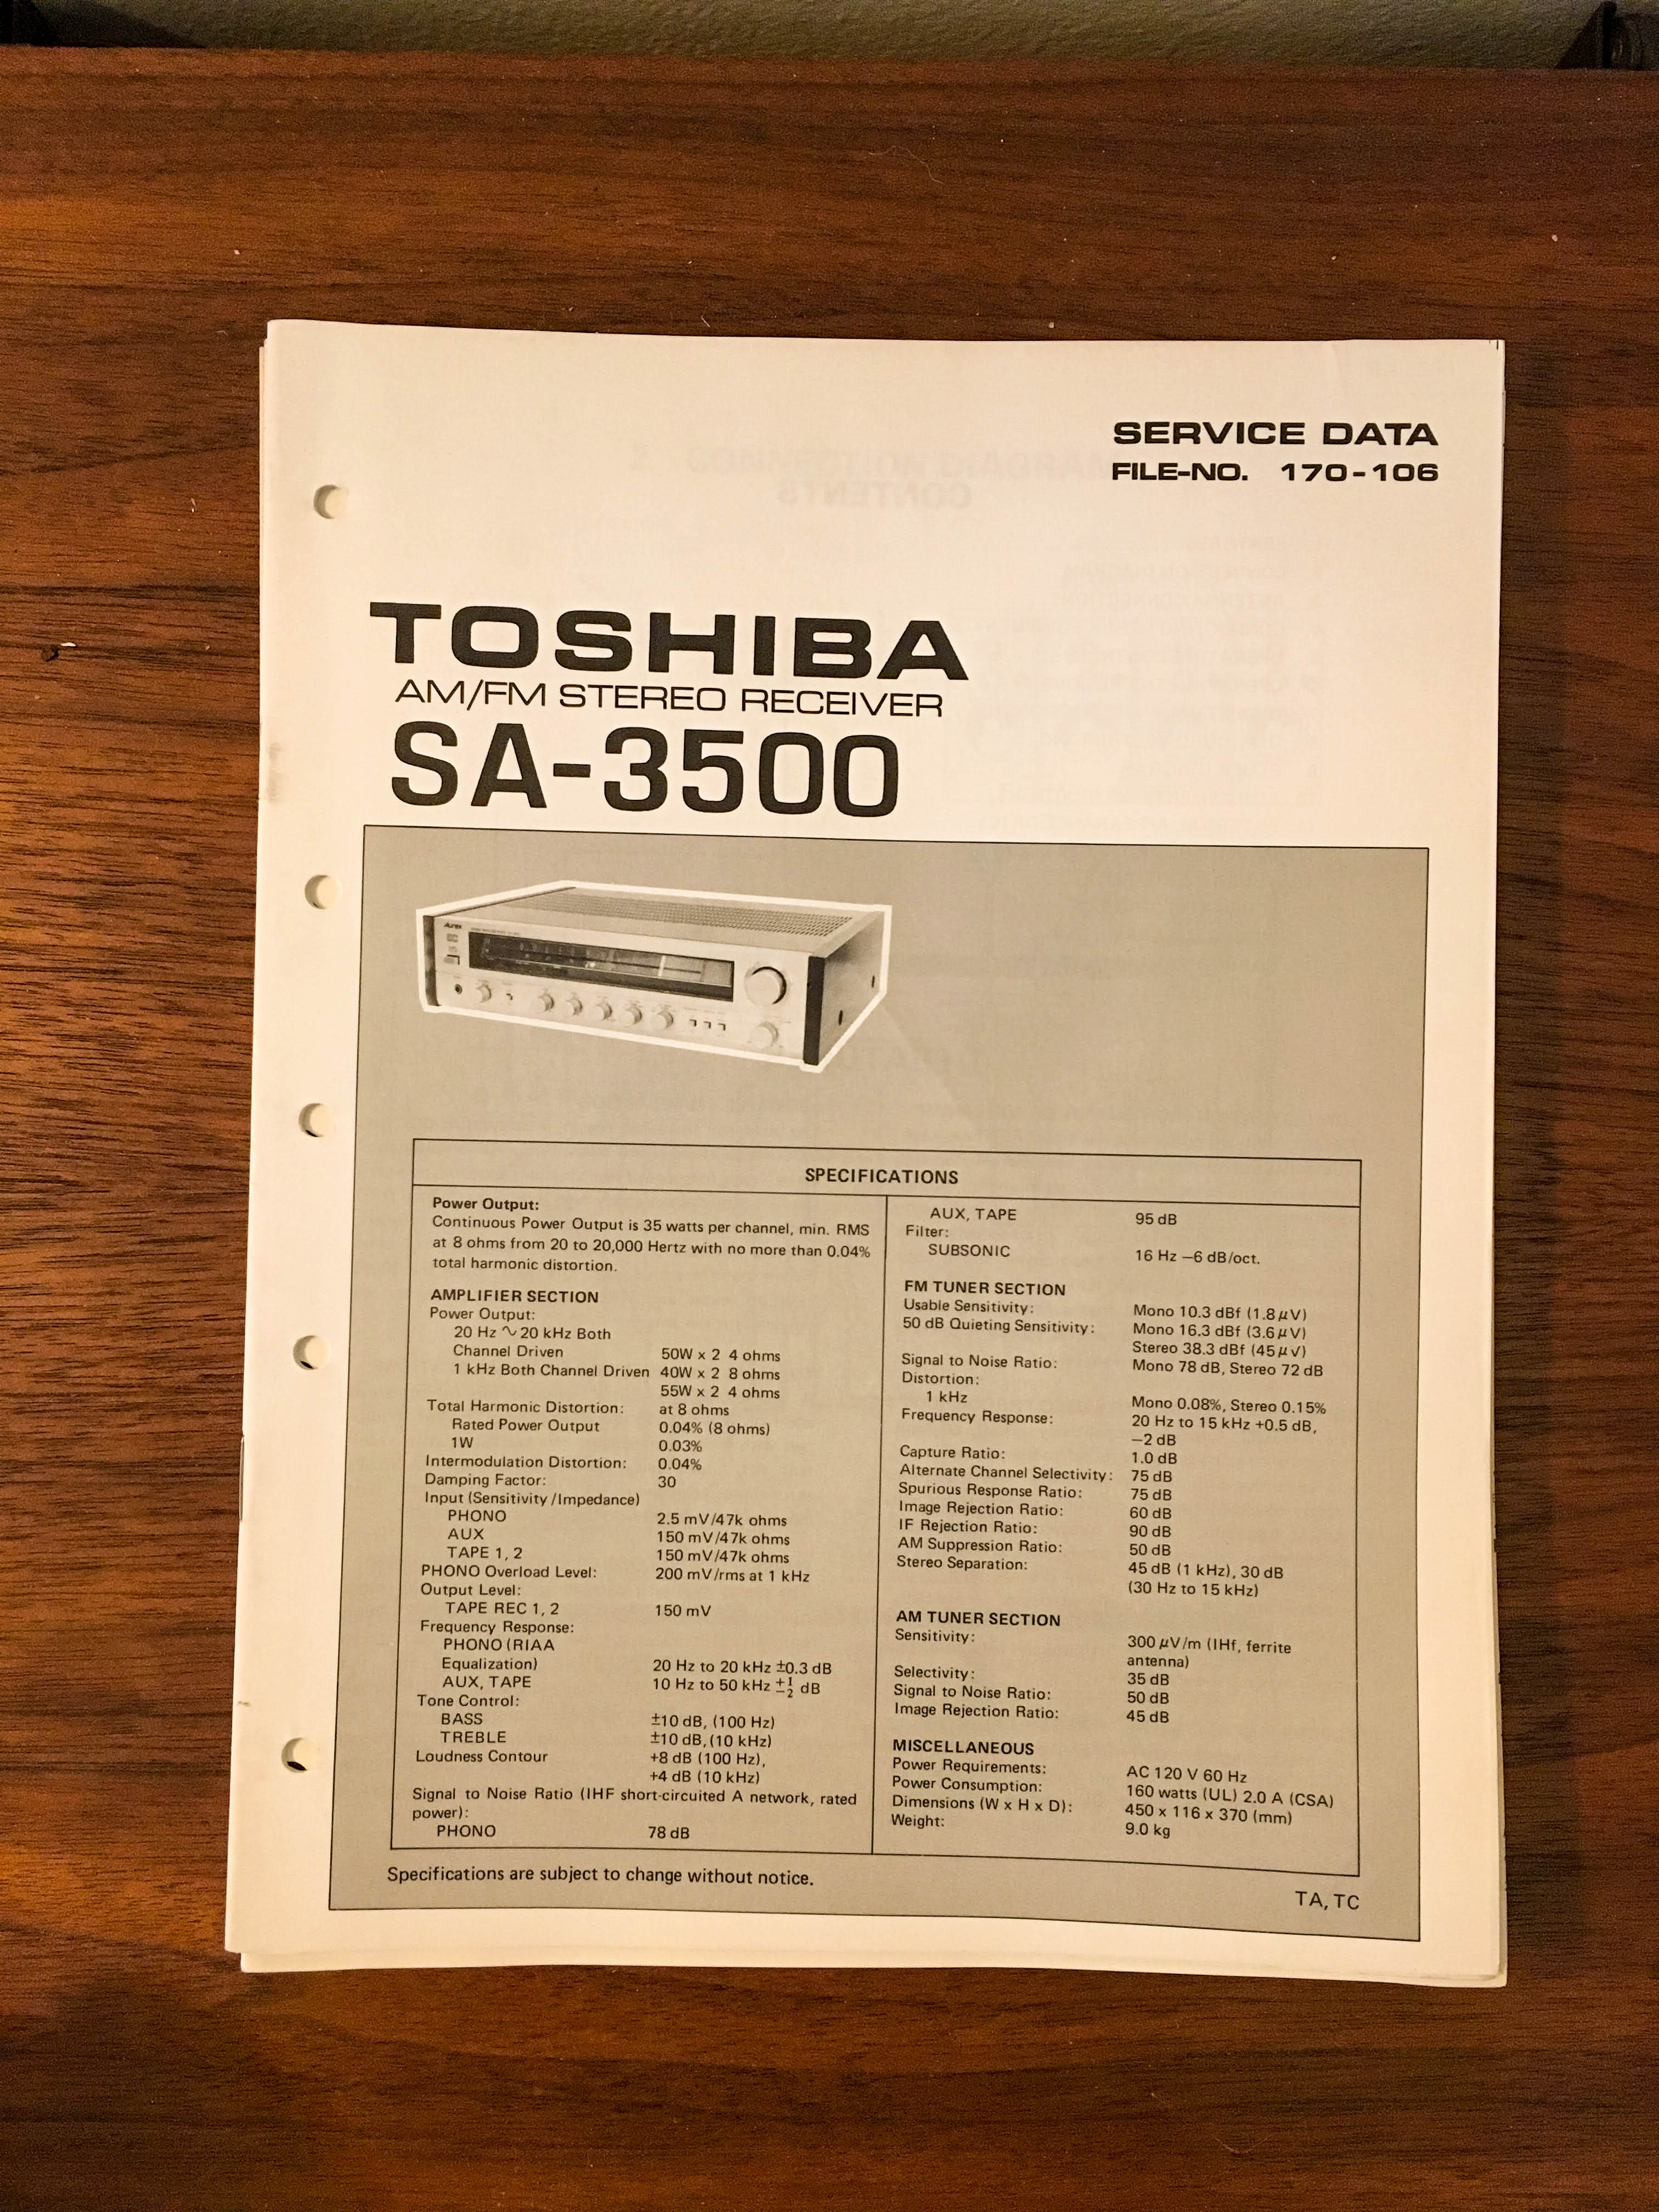 SERVICE DATA
FILE-NO. 170-106
TOSHIBA
AM/FM STEREO RECEIVER
SA-3500
Aurex
SPECIFICATIONS
Power Output:
Continuous Power Output is 35 watts per channel, min. RMS
at 8 ohms from 20 to 20,000 Hertz with no more than 0.04%
total harmonic distortion.
AMPLIFIER SECTION
Power Output:
20 Hz ∿ 20 kHz Both
Channel Driven 50W x 2 4 ohms
1 kHz Both Channel Driven 40W x 2 8 ohms
55W x 2 4 ohms
Total Harmonic Distortion: at 8 ohms
Rated Power Output 0.04% (8 ohms)
1W 0.03%
Intermodulation Distortion: 0.04%
Damping Factor: 30
Input (Sensitivity/Impedance)
PHONO 2.5 mV/47k ohms
AUX 150 mV/47k ohms
TAPE 1, 2 150 mV/47k ohms
PHONO Overload Level: 200 mV/rms at 1 kHz
Output Level:
TAPE REC 1, 2 150 mV
Frequency Response:
PHONO (RIAA
Equalization) 20 Hz to 20 kHz ±0.3 dB
AUX, TAPE 10 Hz to 50 kHz +1 −2 dB
Tone Control:
BASS ±10 dB, (100 Hz)
TREBLE ±10 dB, (10 kHz)
Loudness Contour +8 dB (100 Hz),
+4 dB (10 kHz)
Signal to Noise Ratio (IHF short-circuited A network, rated
power):
PHONO 78 dB
AUX, TAPE 95 dB
Filter:
SUBSONIC 16 Hz −6 dB/oct.
FM TUNER SECTION
Usable Sensitivity: Mono 10.3 dBf (1.8 μV)
50 dB Quieting Sensitivity: Mono 16.3 dBf (3.6 μV)
Stereo 38.3 dBf (45 μV)
Signal to Noise Ratio: Mono 78 dB, Stereo 72 dB
Distortion:
1 kHz Mono 0.08%, Stereo 0.15%
Frequency Response: 20 Hz to 15 kHz +0.5 dB,
−2 dB
Capture Ratio: 1.0 dB
Alternate Channel Selectivity: 75 dB
Spurious Response Ratio: 75 dB
Image Rejection Ratio: 60 dB
IF Rejection Ratio: 90 dB
AM Suppression Ratio: 50 dB
Stereo Separation: 45 dB (1 kHz), 30 dB
(30 Hz to 15 kHz)
AM TUNER SECTION
Sensitivity: 300 μV/m (IHf, ferrite
antenna)
Selectivity: 35 dB
Signal to Noise Ratio: 50 dB
Image Rejection Ratio: 45 dB
MISCELLANEOUS
Power Requirements: AC 120 V 60 Hz
Power Consumption: 160 watts (UL) 2.0 A (CSA)
Dimensions (W x H x D): 450 x 116 x 370 (mm)
Weight: 9.0 kg
Specifications are subject to change without notice.
TA, TC